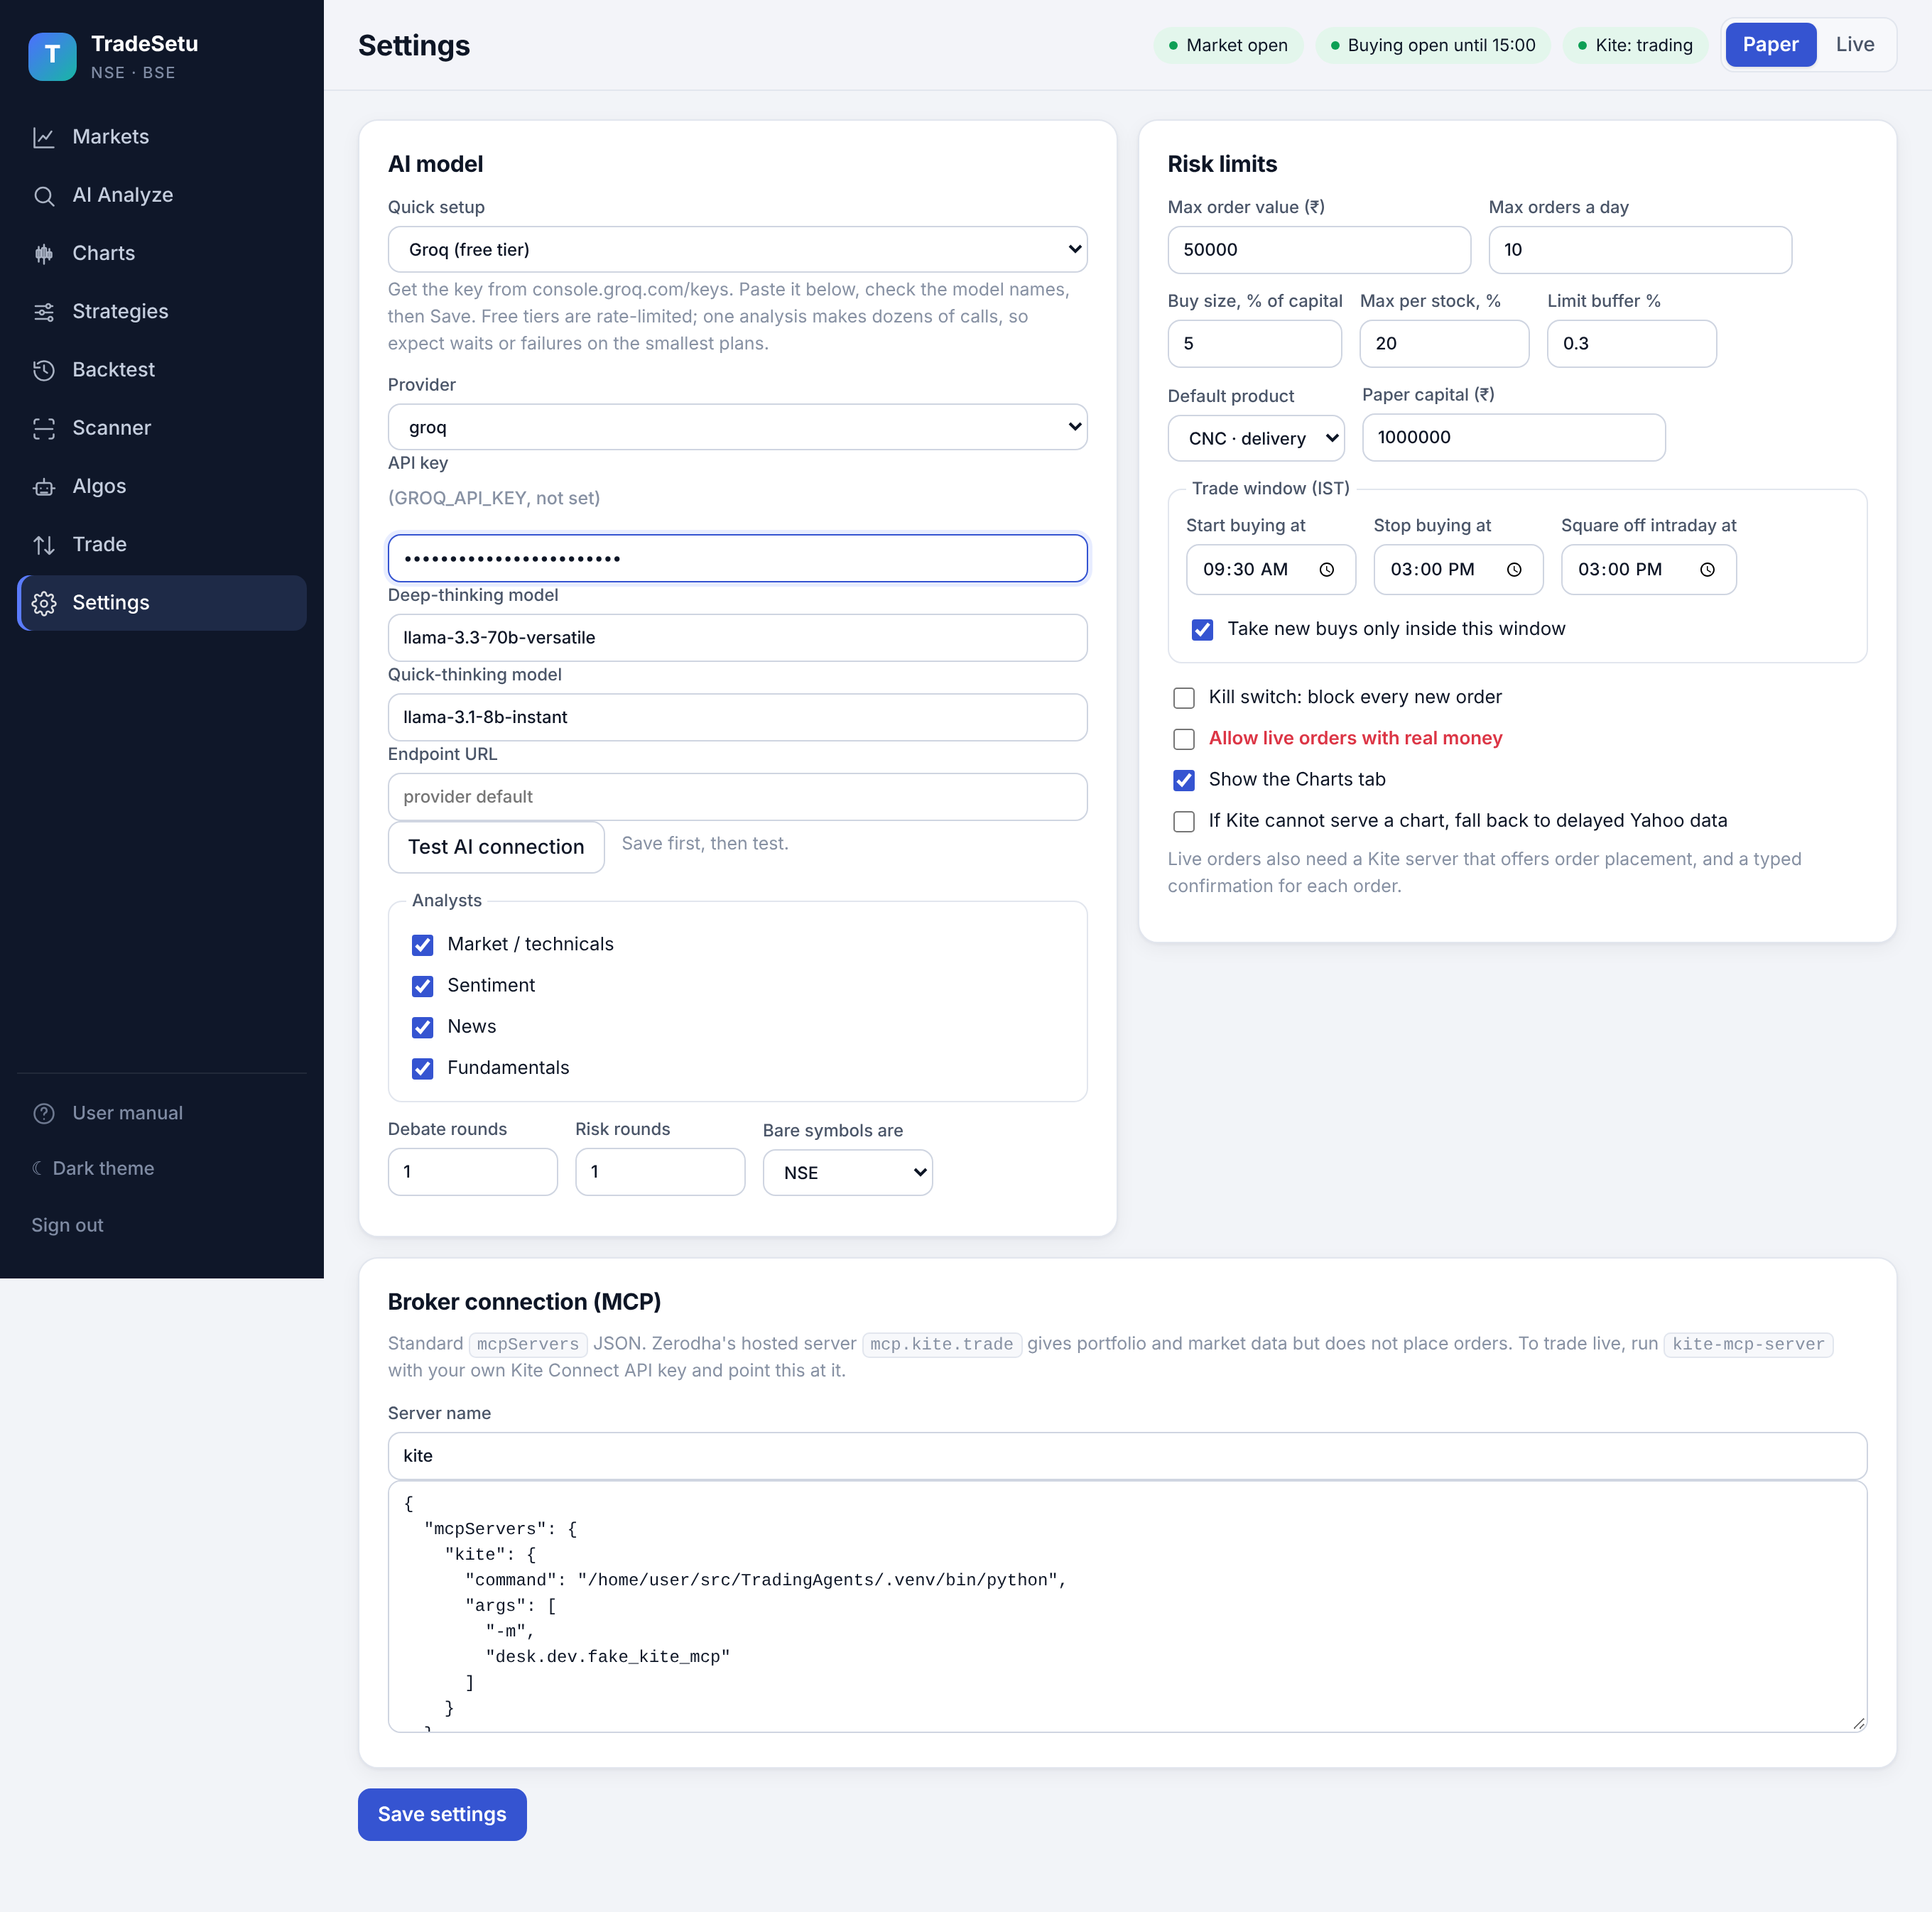 T
TradeSetu
NSE · BSE
Markets
AI Analyze
Charts
Strategies
Backtest
Scanner
Algos
Trade
Settings
User manual
Dark theme
Sign out
Settings
Market open
Buying open until 15:00
Kite: trading
Paper
Live
AI model
Quick setup
Groq (free tier)
Get the key from console.groq.com/keys. Paste it below, check the model names,
then Save. Free tiers are rate-limited; one analysis makes dozens of calls, so
expect waits or failures on the smallest plans.
Provider
groq
API key
(GROQ_API_KEY, not set)
Deep-thinking model
llama-3.3-70b-versatile
Quick-thinking model
llama-3.1-8b-instant
Endpoint URL
provider default
Test AI connection
Save first, then test.
Analysts
Market / technicals
Sentiment
News
Fundamentals
Debate rounds
Risk rounds
Bare symbols are
1
1
NSE
Risk limits
Max order value (₹)
Max orders a day
50000
10
Buy size, % of capital
Max per stock, %
Limit buffer %
5
20
0.3
Default product
Paper capital (₹)
CNC · delivery
1000000
Trade window (IST)
Start buying at
Stop buying at
Square off intraday at
09:30 AM
03:00 PM
03:00 PM
Take new buys only inside this window
Kill switch: block every new order
Allow live orders with real money
Show the Charts tab
If Kite cannot serve a chart, fall back to delayed Yahoo data
Live orders also need a Kite server that offers order placement, and a typed
confirmation for each order.
Broker connection (MCP)
Standard mcpServers JSON. Zerodha's hosted server mcp.kite.trade gives portfolio and market data but does not place orders. To trade live, run kite-mcp-server
with your own Kite Connect API key and point this at it.
Server name
kite
{
  "mcpServers": {
    "kite": {
      "command": "/home/user/src/TradingAgents/.venv/bin/python",
      "args": [
        "-m",
        "desk.dev.fake_kite_mcp"
      ]
    }
  }
Save settings